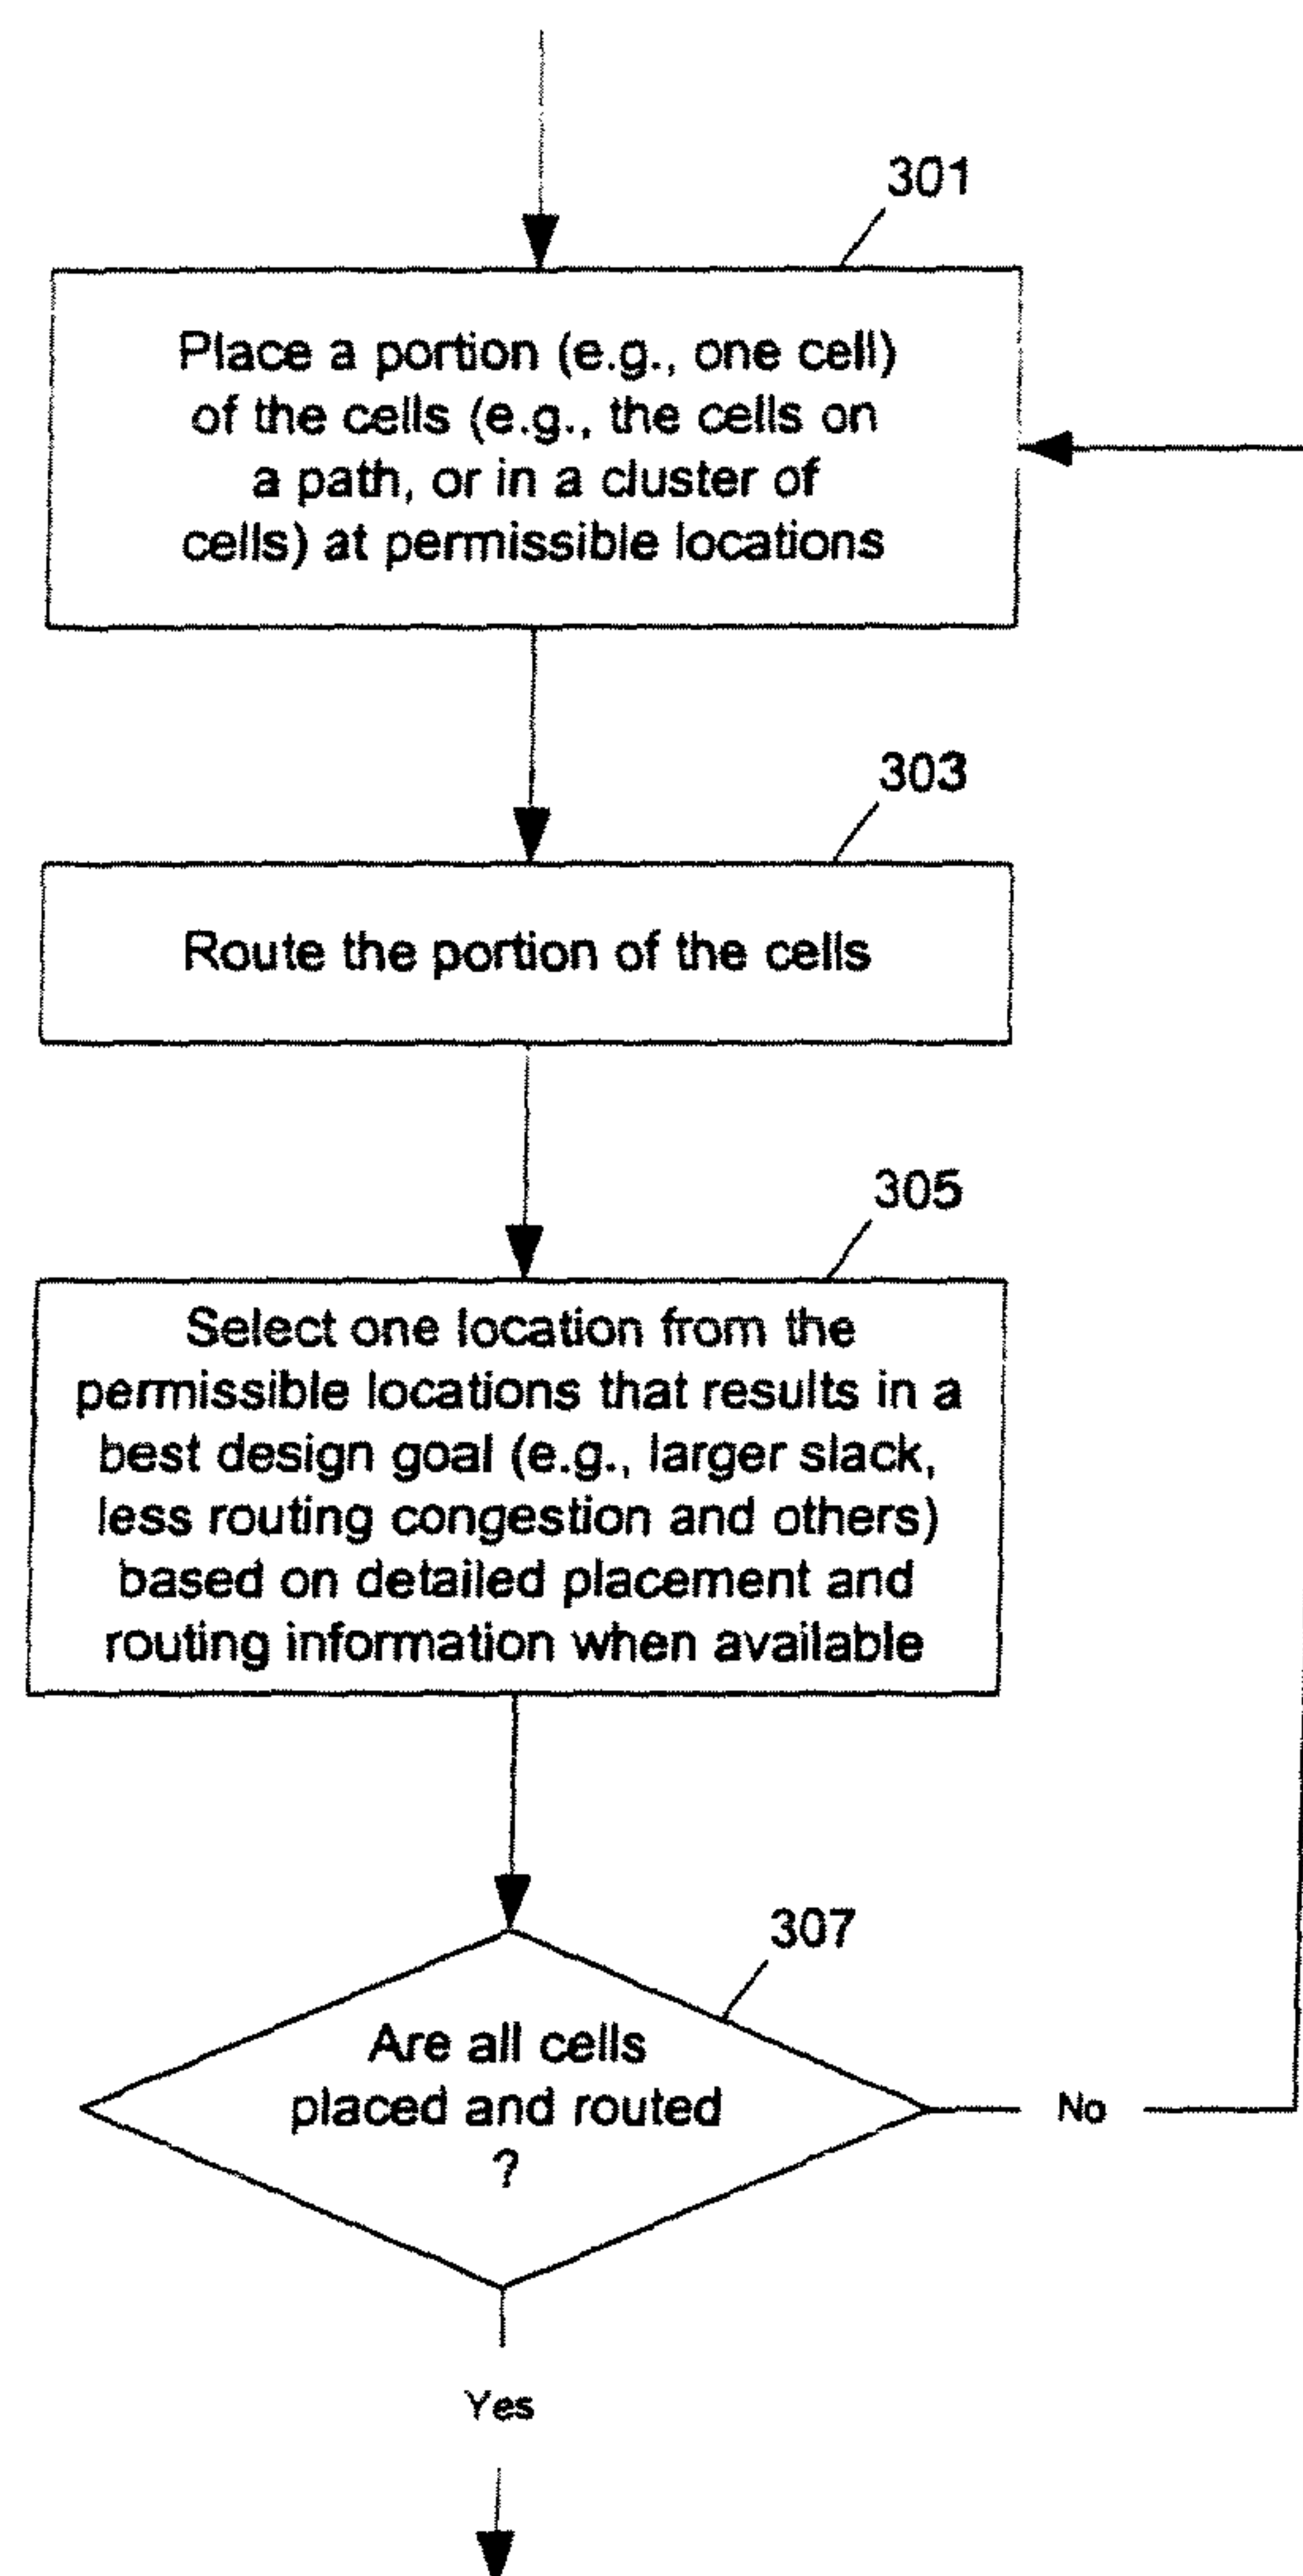 301
Place a portion (e.g., one cell)
of the cells (e.g., the cells on
a path, or in a cluster of
cells) at permissible locations
303
Route the portion of the cells
305
Select one location from the
permissible locations that results in a
best design goal (e.g., larger slack,
less routing congestion and others)
based on detailed placement and
routing information when available
307
Are all cells
placed and routed
?
No
Yes